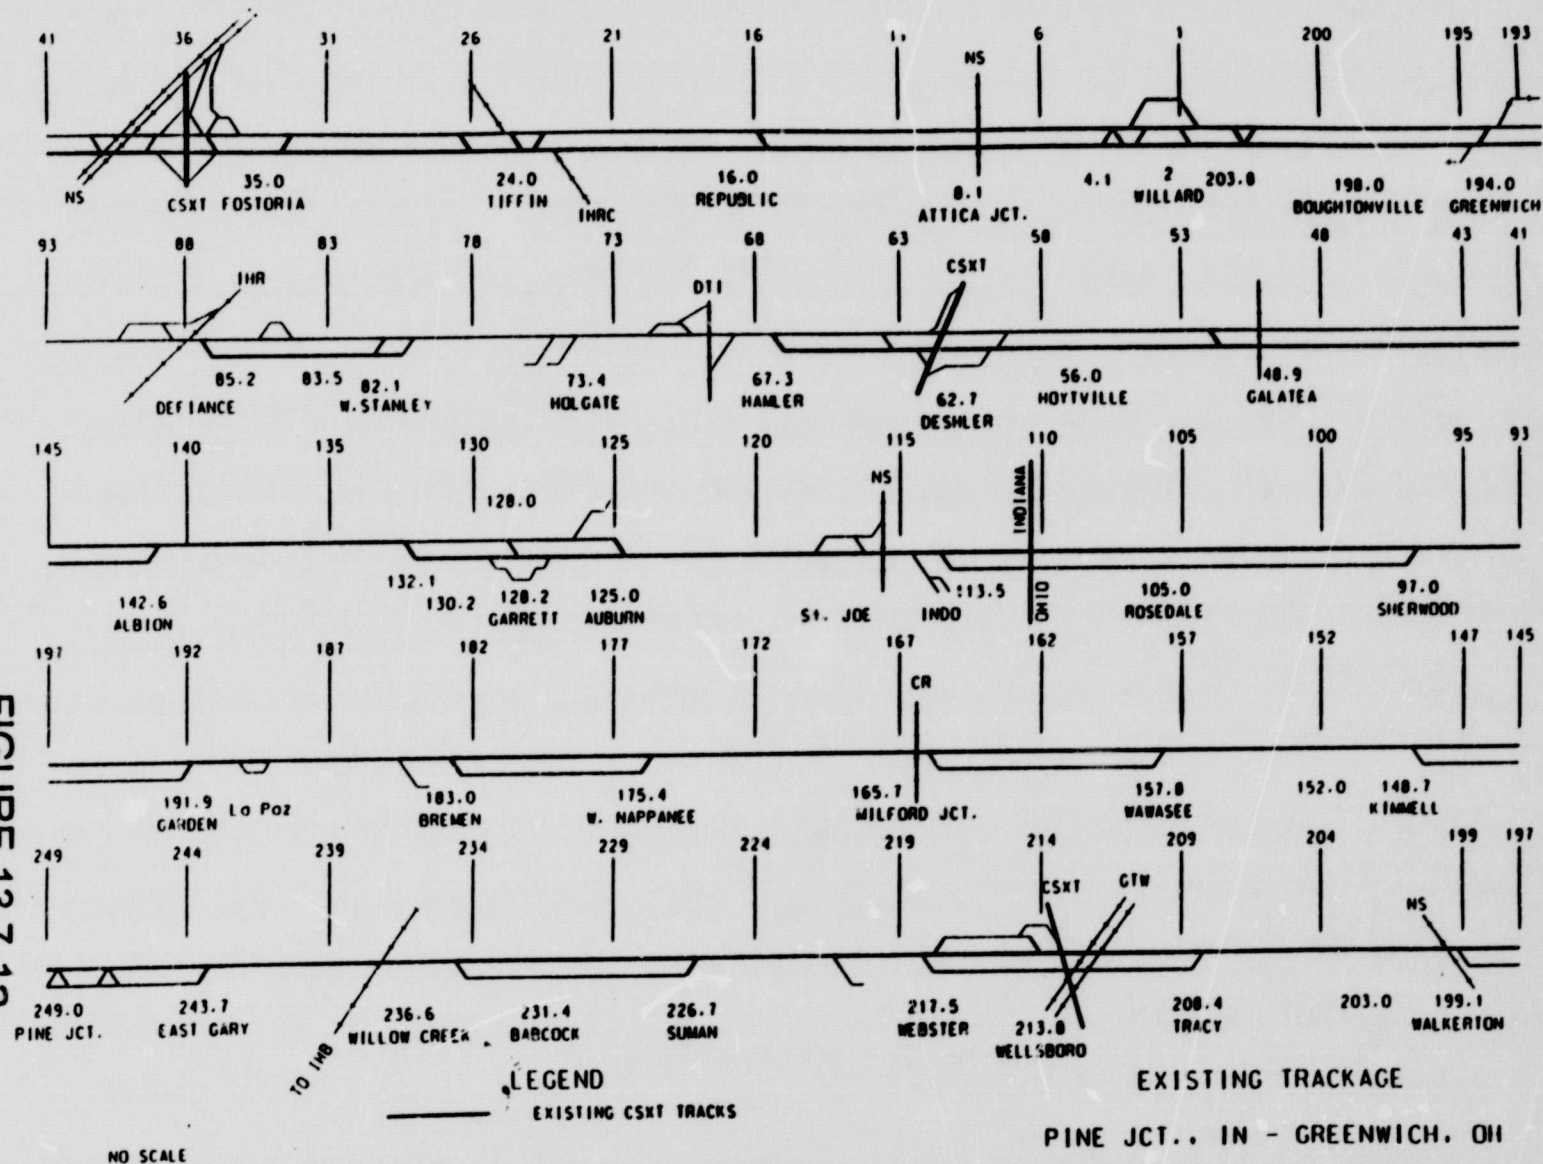 41 36 31 26 21 16 11 6 1 200 195 193
NS
NS
CSXT FOSTORIA
35.0
24.0
TIFFIN
IHRC
16.0
REPUBLIC
8.1
ATTICA JCT.
4.1
2
WILLARD
203.8
198.0
BOUGHTONVILLE
194.0
GREENWICH
93 88 83 78 73 68 63 58 53 48 43 41
IHR
DTI
CSXT
DEFIANCE
85.2
83.5
82.1
W.STANLEY
73.4
HOLGATE
67.3
HAMLER
62.7
DESHLER
56.0
HOYTVILLE
48.9
GALATEA
145 140 135 130 125 120 115 110 105 100 95 93
128.0
NS
INDIANA
OHIO
142.6
ALBION
132.1
130.2
128.2
GARRETT
125.0
AUBURN
St. JOE
INDO
113.5
105.0
ROSEDALE
97.0
SHERWOOD
197 192 187 182 177 172 167 162 157 152 147 145
CR
191.9
GARDEN
La Paz
183.0
BREMEN
175.4
W. NAPPANEE
165.7
MILFORD JCT.
157.8
WAWASEE
152.0
148.7
KIMMELL
249 244 239 234 229 224 219 214 209 204 199 197
CSXT
GTW
NS
249.0
PINE JCT.
243.7
EAST GARY
TO IHB
236.6
WILLOW CREEK
231.4
BABCOCK
226.7
SUMAN
217.5
WEBSTER
213.8
WELLSBORO
208.4
TRACY
203.0
199.1
WALKERTON
LEGEND
EXISTING CSXT TRACKS
EXISTING TRACKAGE
PINE JCT., IN - GREENWICH, OH
NO SCALE